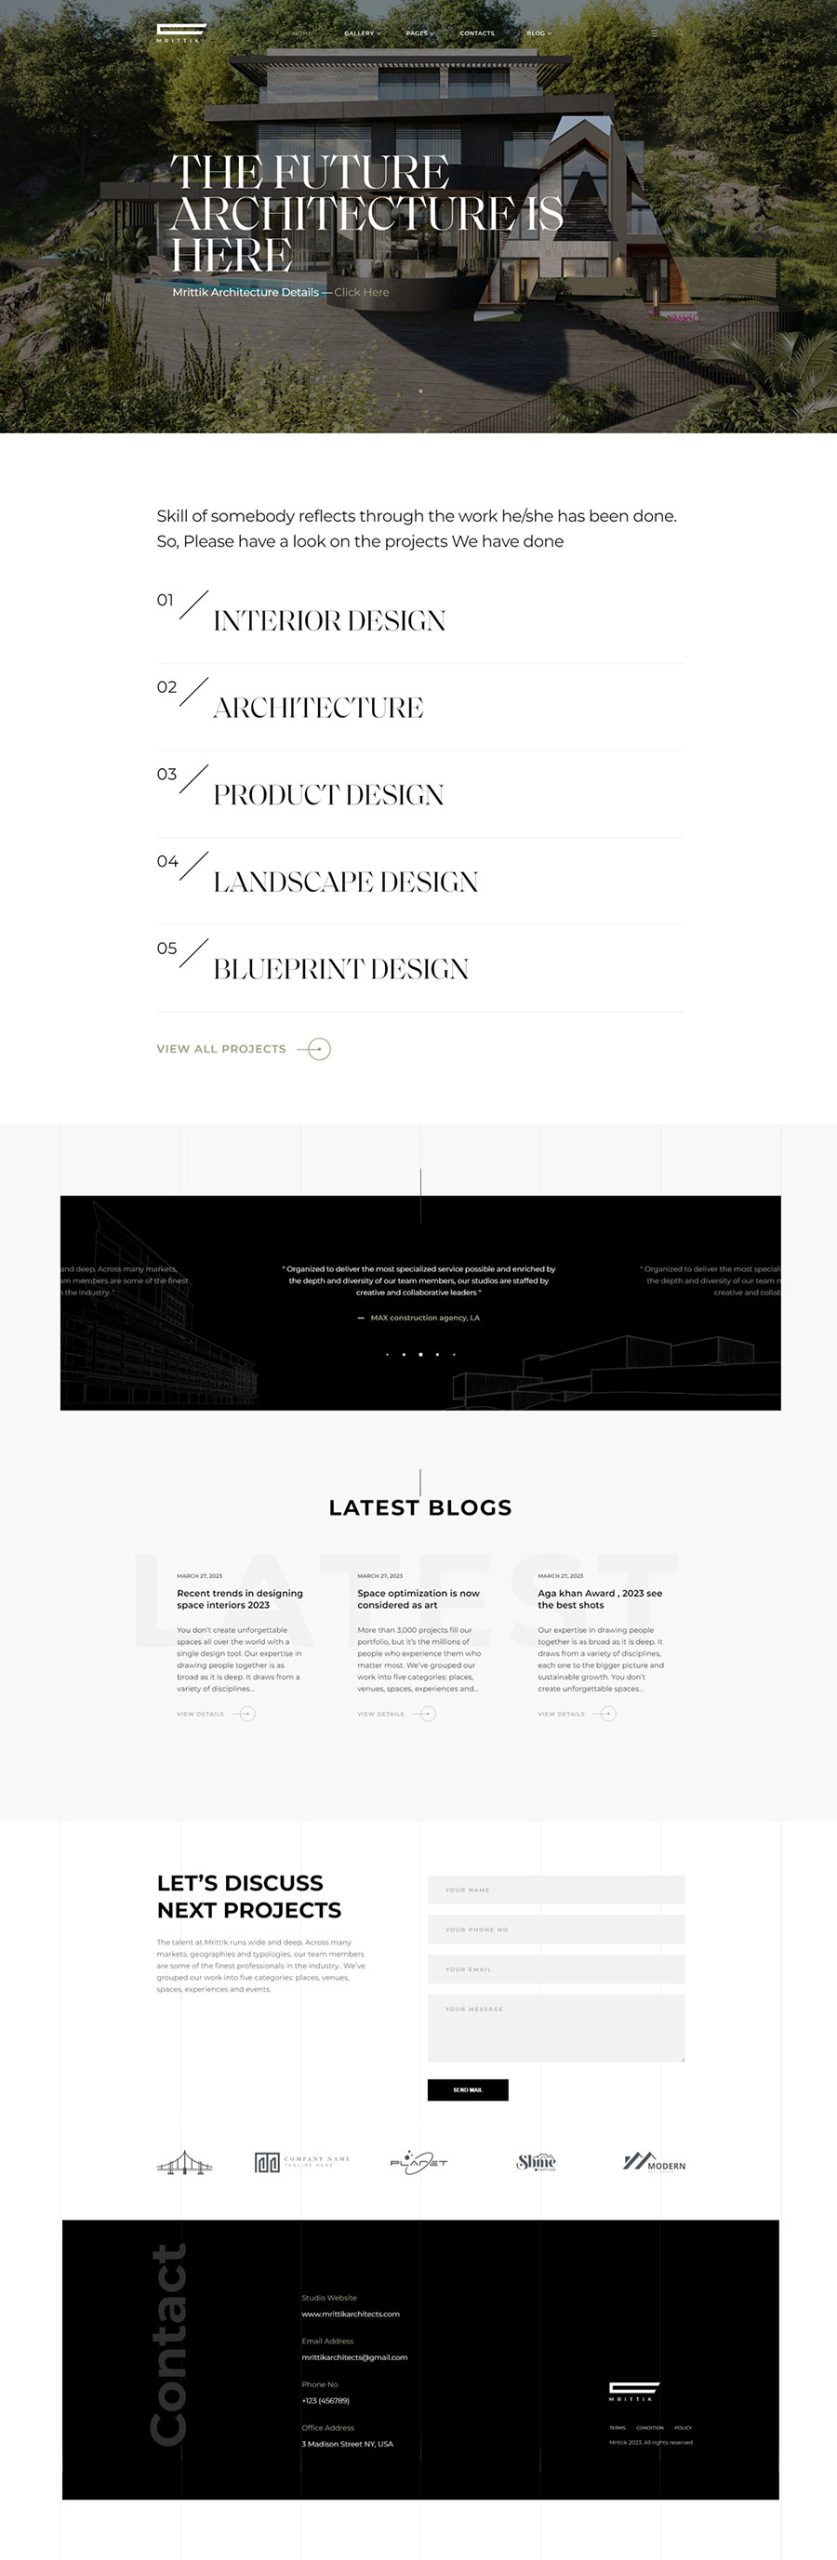 MRITTIK
HOME GALLERY PAGES CONTACTS BLOG
THE FUTURE
ARCHITECTURE IS
HERE
Mrittik Architecture Details — Click Here
Skill of somebody reflects through the work he/she has been done.
So, Please have a look on the projects We have done
01
INTERIOR DESIGN
02
ARCHITECTURE
03
PRODUCT DESIGN
04
LANDSCAPE DESIGN
05
BLUEPRINT DESIGN
VIEW ALL PROJECTS
and deep. Across many markets,
am members are some of the finest
n the industry. "
" Organized to deliver the most specialized service possible and enriched by
the depth and diversity of our team members, our studios are staffed by
creative and collaborative leaders "
— MAX construction agency, LA
" Organized to deliver the most speciali
the depth and diversity of our team
creative and collab
LATEST BLOGS
LATEST
MARCH 27, 2023
Recent trends in designing
space interiors 2023
You don't create unforgettable
spaces all over the world with a
single design tool. Our expertise in
drawing people together is as
broad as it is deep. It draws from a
variety of disciplines...
VIEW DETAILS
MARCH 27, 2023
Space optimization is now
considered as art
More than 3,000 projects fill our
portfolio, but it's the millions of
people who experience them who
matter most. We've grouped our
work into five categories: places,
venues, spaces, experiences and...
VIEW DETAILS
MARCH 27, 2023
Aga khan Award , 2023 see
the best shots
Our expertise in drawing people
together is as broad as it is deep. It
draws from a variety of disciplines,
each one to the bigger picture and
sustainable growth. You don't
create unforgettable spaces...
VIEW DETAILS
LET'S DISCUSS
NEXT PROJECTS
The talent at Mrittik runs wide and deep. Across many
markets, geographies and typologies, our team members
are some of the finest professionals in the industry. We've
grouped our work into five categories: places, venues,
spaces, experiences and events.
YOUR NAME
YOUR PHONE NO
YOUR EMAIL
YOUR MESSAGE
SEND MAIL
COMPANY NAME
TAGLINE HERE
PLANET
Shine
MODERN
Contact
Studio Website
www.mrittikarchitects.com
Email Address
mrittikarchitects@gmail.com
Phone No
+123 (456789)
Office Address
3 Madison Street NY, USA
MRITTIK
TERMS CONDITION POLICY
Mrittik 2023. All rights reserved